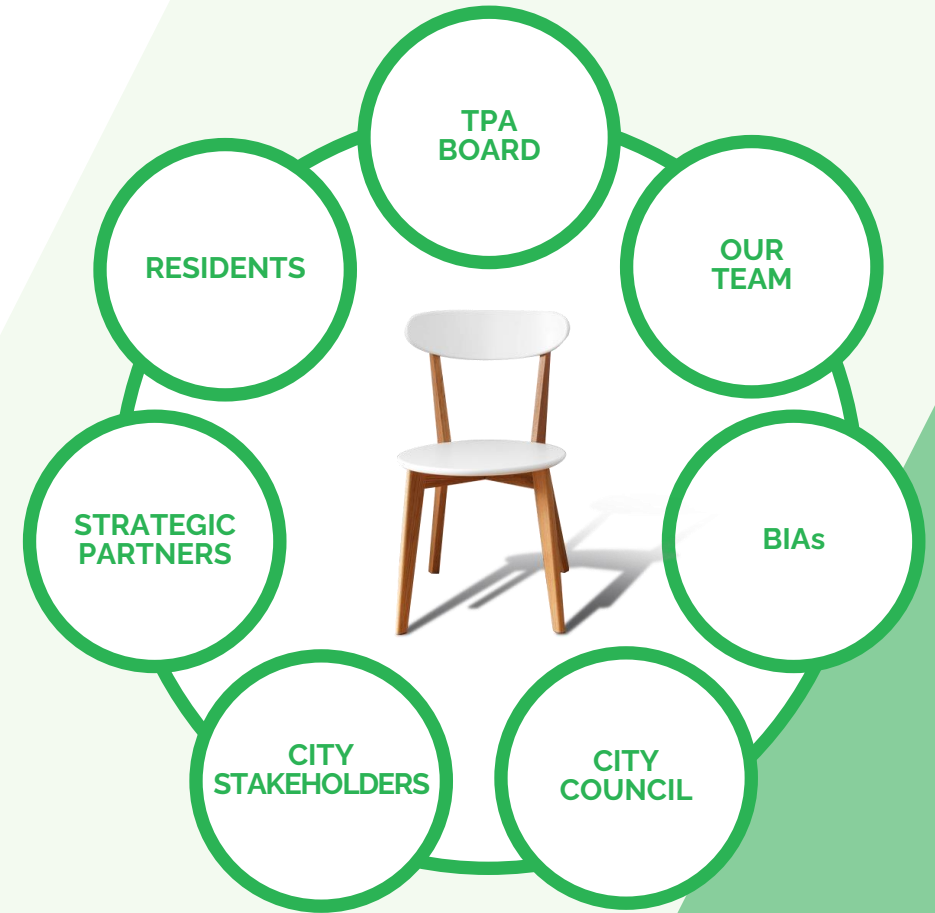 TPA
BOARD
OUR
TEAM
BIAs
CITY
COUNCIL
CITY
STAKEHOLDERS
STRATEGIC
PARTNERS
RESIDENTS